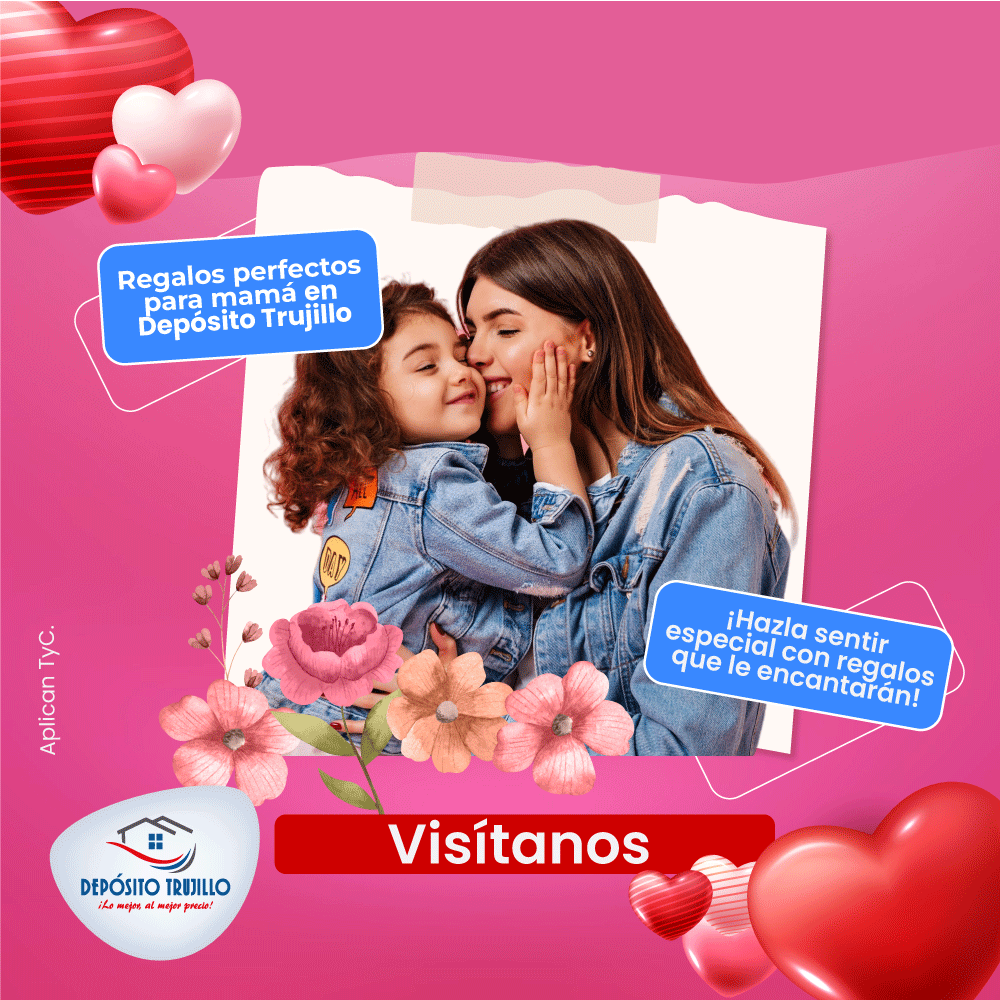 Regalos perfectos
para mamá en
Depósito Trujillo
¡Hazla sentir
especial con regalos
que le encantarán!
Aplican TyC.
Visítanos
DEPÓSITO TRUJILLO
¡Lo mejor, al mejor precio!